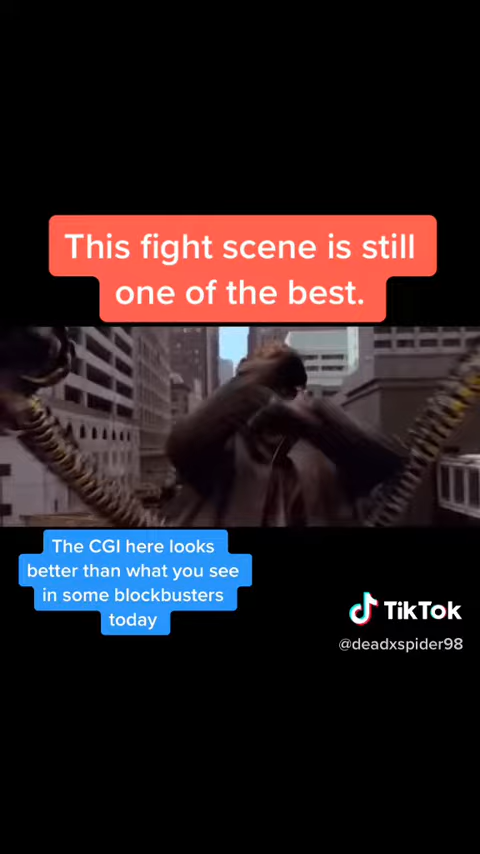 This fight scene is still
one of the best.
The CGI here looks
better than what you see
in some blockbusters
today
TikTok
@deadxspider98